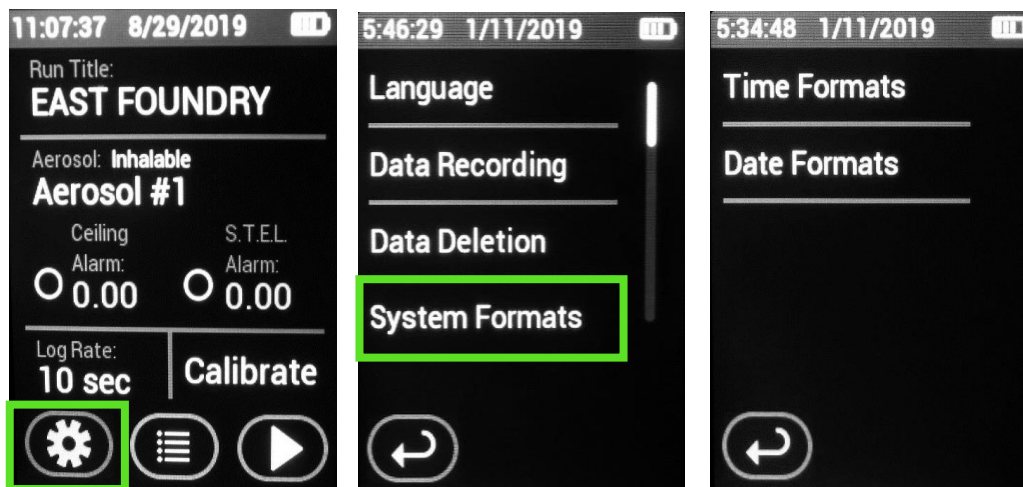 11:07:37 8/29/2019
Run Title:
EAST FOUNDRY
Aerosol: Inhalable
Aerosol #1
Ceiling S.T.E.L.
Alarm: Alarm:
0.00 0.00
Log Rate:
10 sec
Calibrate
5:46:29 1/11/2019
Language
Data Recording
Data Deletion
System Formats
5:34:48 1/11/2019
Time Formats
Date Formats